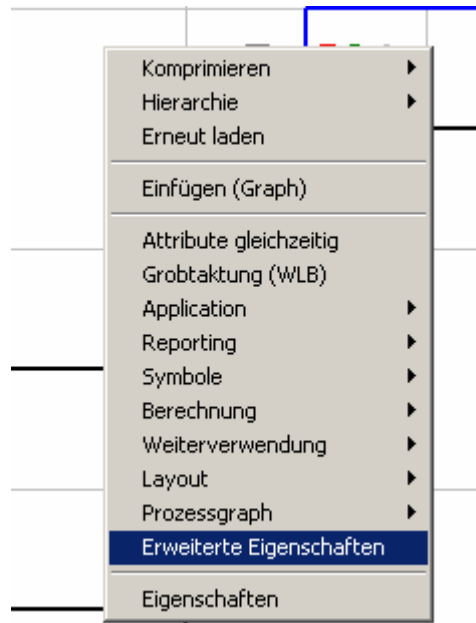 Komprimieren
Hierarchie
Erneut laden
Einfügen (Graph)
Attribute gleichzeitig
Grobtaktung (WLB)
Application
Reporting
Symbole
Berechnung
Weiterverwendung
Layout
Prozessgraph
Erweiterte Eigenschaften
Eigenschaften